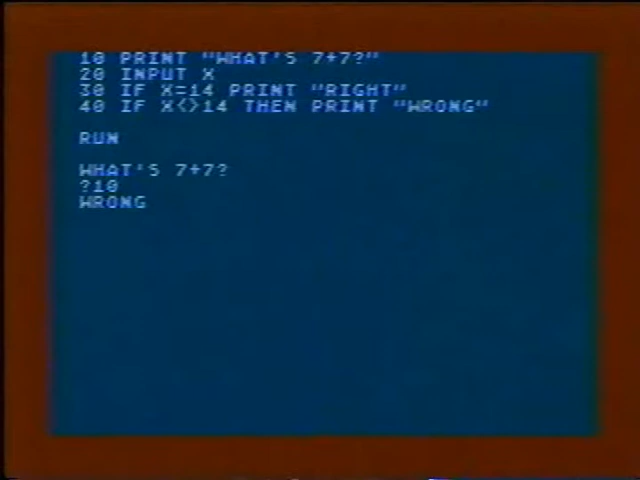 10 PRINT "WHAT'S 7+7?"
20 INPUT X
30 IF X=14 PRINT "RIGHT"
40 IF X<>14 THEN PRINT "WRONG"
RUN
WHAT'S 7+7?
?10
WRONG